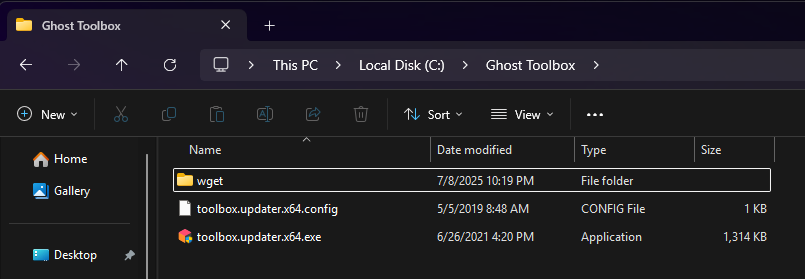 Ghost Toolbox
This PC Local Disk (C:) Ghost Toolbox
New Sort View
Home
Gallery
Desktop
Name Date modified Type Size
wget 7/8/2025 10:19 PM File folder
toolbox.updater.x64.config 5/5/2019 8:48 AM CONFIG File 1 KB
toolbox.updater.x64.exe 6/26/2021 4:20 PM Application 1,314 KB